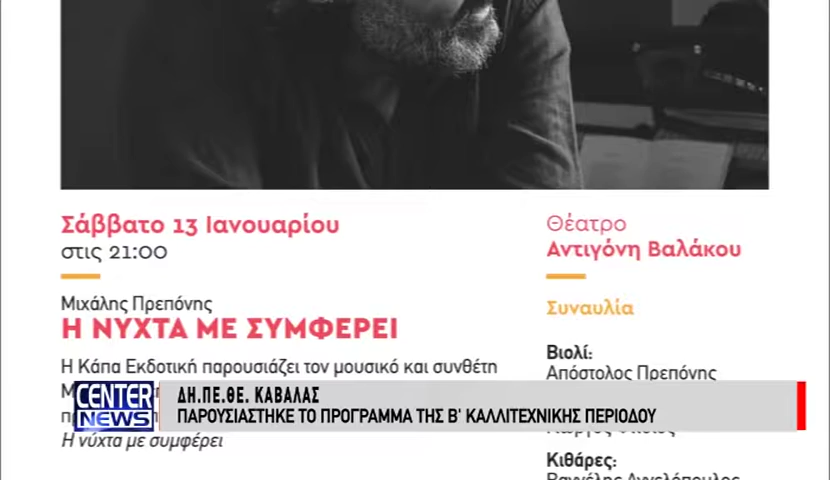 Σάββατο 13 Ιανουαρίου
στις 21:00
Μιχάλης Πρεπόνης
Η ΝΥΧΤΑ ΜΕ ΣΥΜΦΕΡΕΙ
Η Κάπα Εκδοτική παρουσιάζει τον μουσικό και συνθέτη
Η νύχτα με συμφέρει
Θέατρο
Αντιγόνη Βαλάκου
Συναυλία
Βιολί:
Απόστολος Πρεπόνης
Κιθάρες:
CENTER
NEWS
ΔΗ.ΠΕ.ΘΕ. ΚΑΒΑΛΑΣ
ΠΑΡΟΥΣΙΑΣΤΗΚΕ ΤΟ ΠΡΟΓΡΑΜΜΑ ΤΗΣ Β' ΚΑΛΛΙΤΕΧΝΙΚΗΣ ΠΕΡΙΟΔΟΥ